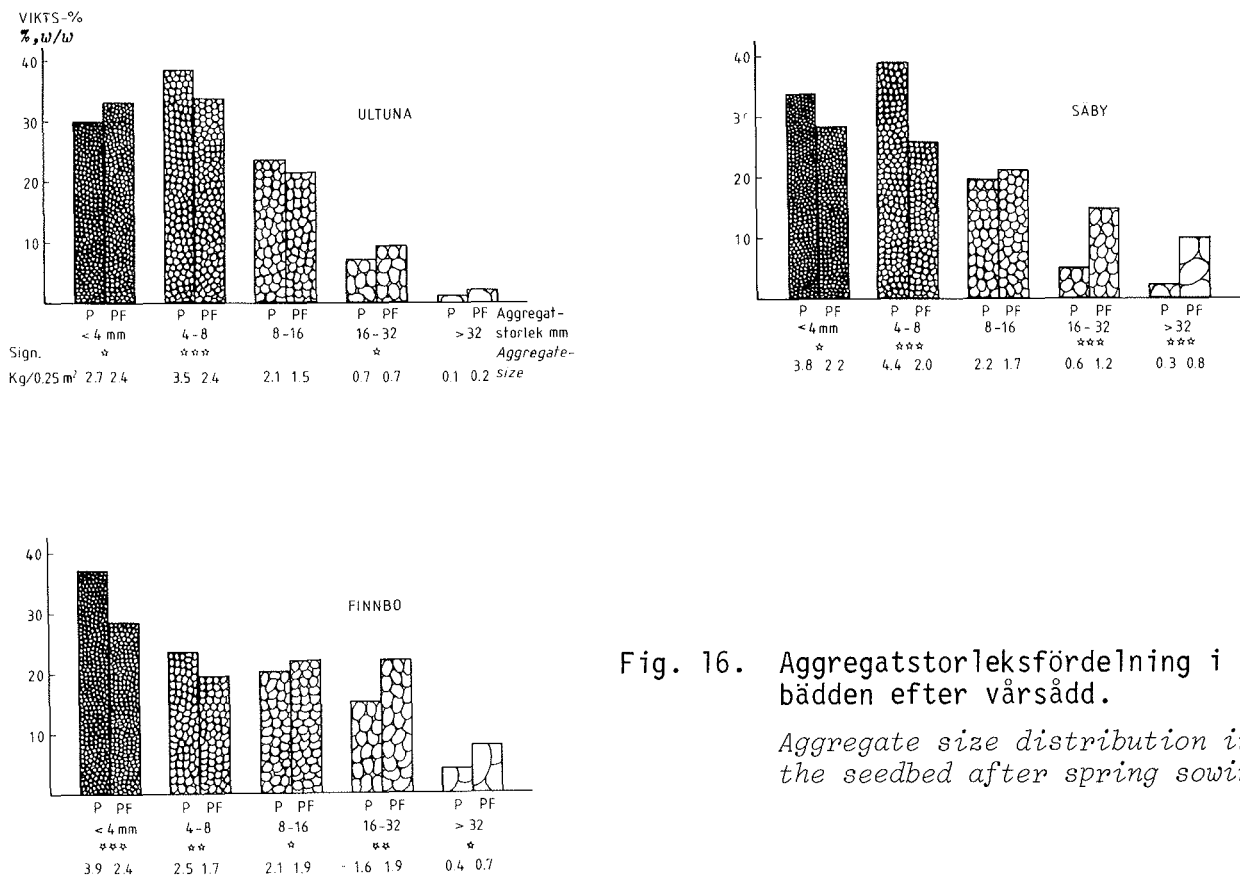 VIKTS-%
%, w/w
40
30
20
10
ULTUNA
P PF P PF P PF P PF P PF Aggregat-
< 4 mm 4-8 8-16 16-32 >32 storlek mm
Sign. ☆ ☆☆☆ ☆ Aggregate-
Kg/0.25 m² 2.7 2.4 3.5 2.4 2.1 1.5 0.7 0.7 0.1 0.2 size
40
20
10
SÄBY
P PF P PF P PF P PF P PF
<4 mm 4-8 8-16 16-32 >32
☆ ☆☆☆ ☆☆☆ ☆☆☆
3.8 2.2 4.4 2.0 2.2 1.7 0.6 1.2 0.3 0.8
40
30
20
10
FINNBO
P PF P PF P PF P PF P PF
< 4 mm 4-8 8-16 16-32 > 32
☆☆☆ ☆☆ ☆ ☆☆ ☆
3.9 2.4 2.5 1.7 2.1 1.9 1.6 1.9 0.4 0.7
Fig. 16. Aggregatstorleksfördelning i
bädden efter vårsådd.
Aggregate size distribution in
the seedbed after spring sowin